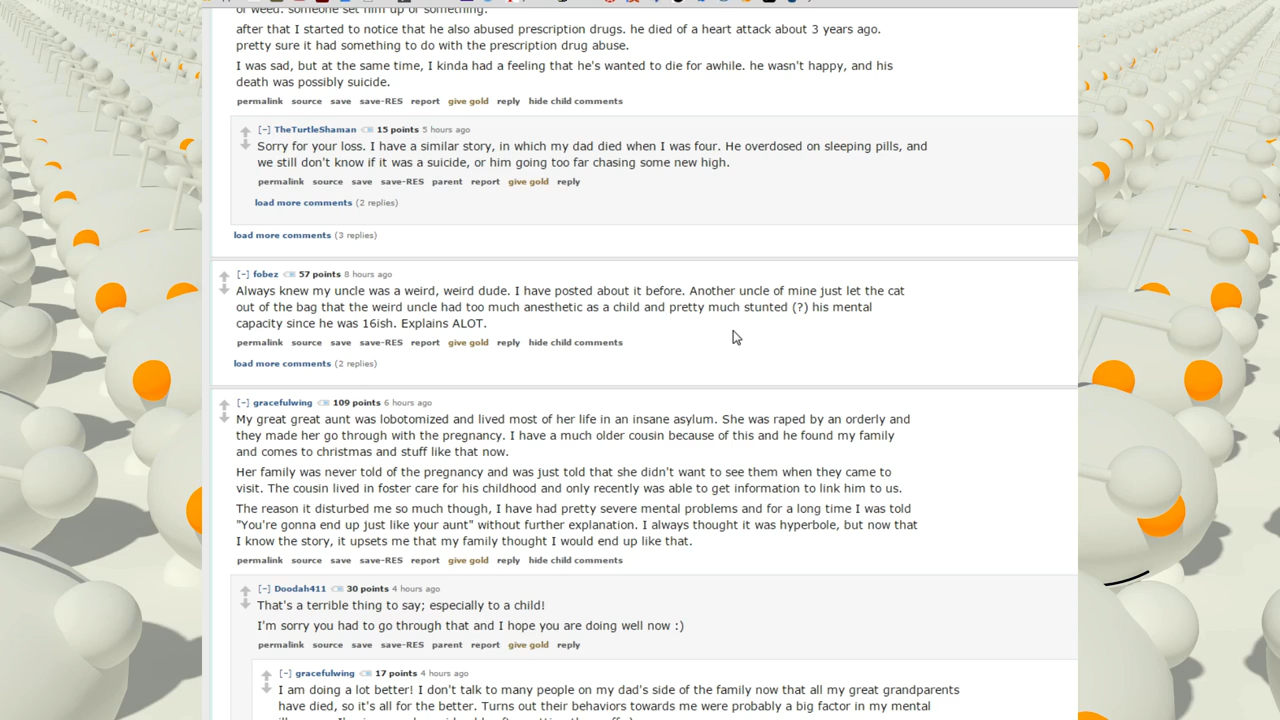 or weed. someone set him up or something.
after that I started to notice that he also abused prescription drugs. he died of a heart attack about 3 years ago.
pretty sure it had something to do with the prescription drug abuse.
I was sad, but at the same time, I kinda had a feeling that he's wanted to die for awhile. he wasn't happy, and his
death was possibly suicide.
permalink source save save-RES report give gold reply hide child comments
[-] TheTurtleShaman 15 points 5 hours ago
Sorry for your loss. I have a similar story, in which my dad died when I was four. He overdosed on sleeping pills, and
we still don't know if it was a suicide, or him going too far chasing some new high.
permalink source save save-RES parent report give gold reply
load more comments (2 replies)
load more comments (3 replies)
[-] fobez 57 points 8 hours ago
Always knew my uncle was a weird, weird dude. I have posted about it before. Another uncle of mine just let the cat
out of the bag that the weird uncle had too much anesthetic as a child and pretty much stunted (?) his mental
capacity since he was 16ish. Explains ALOT.
permalink source save save-RES report give gold reply hide child comments
load more comments (2 replies)
[-] gracefulwing 109 points 6 hours ago
My great great aunt was lobotomized and lived most of her life in an insane asylum. She was raped by an orderly and
they made her go through with the pregnancy. I have a much older cousin because of this and he found my family
and comes to christmas and stuff like that now.
Her family was never told of the pregnancy and was just told that she didn't want to see them when they came to
visit. The cousin lived in foster care for his childhood and only recently was able to get information to link him to us.
The reason it disturbed me so much though, I have had pretty severe mental problems and for a long time I was told
"You're gonna end up just like your aunt" without further explanation. I always thought it was hyperbole, but now that
I know the story, it upsets me that my family thought I would end up like that.
permalink source save save-RES report give gold reply hide child comments
[-] Doodah411 30 points 4 hours ago
That's a terrible thing to say; especially to a child!
I'm sorry you had to go through that and I hope you are doing well now :)
permalink source save save-RES parent report give gold reply
[-] gracefulwing 17 points 4 hours ago
I am doing a lot better! I don't talk to many people on my dad's side of the family now that all my great grandparents
have died, so it's all for the better. Turns out their behaviors towards me were probably a big factor in my mental